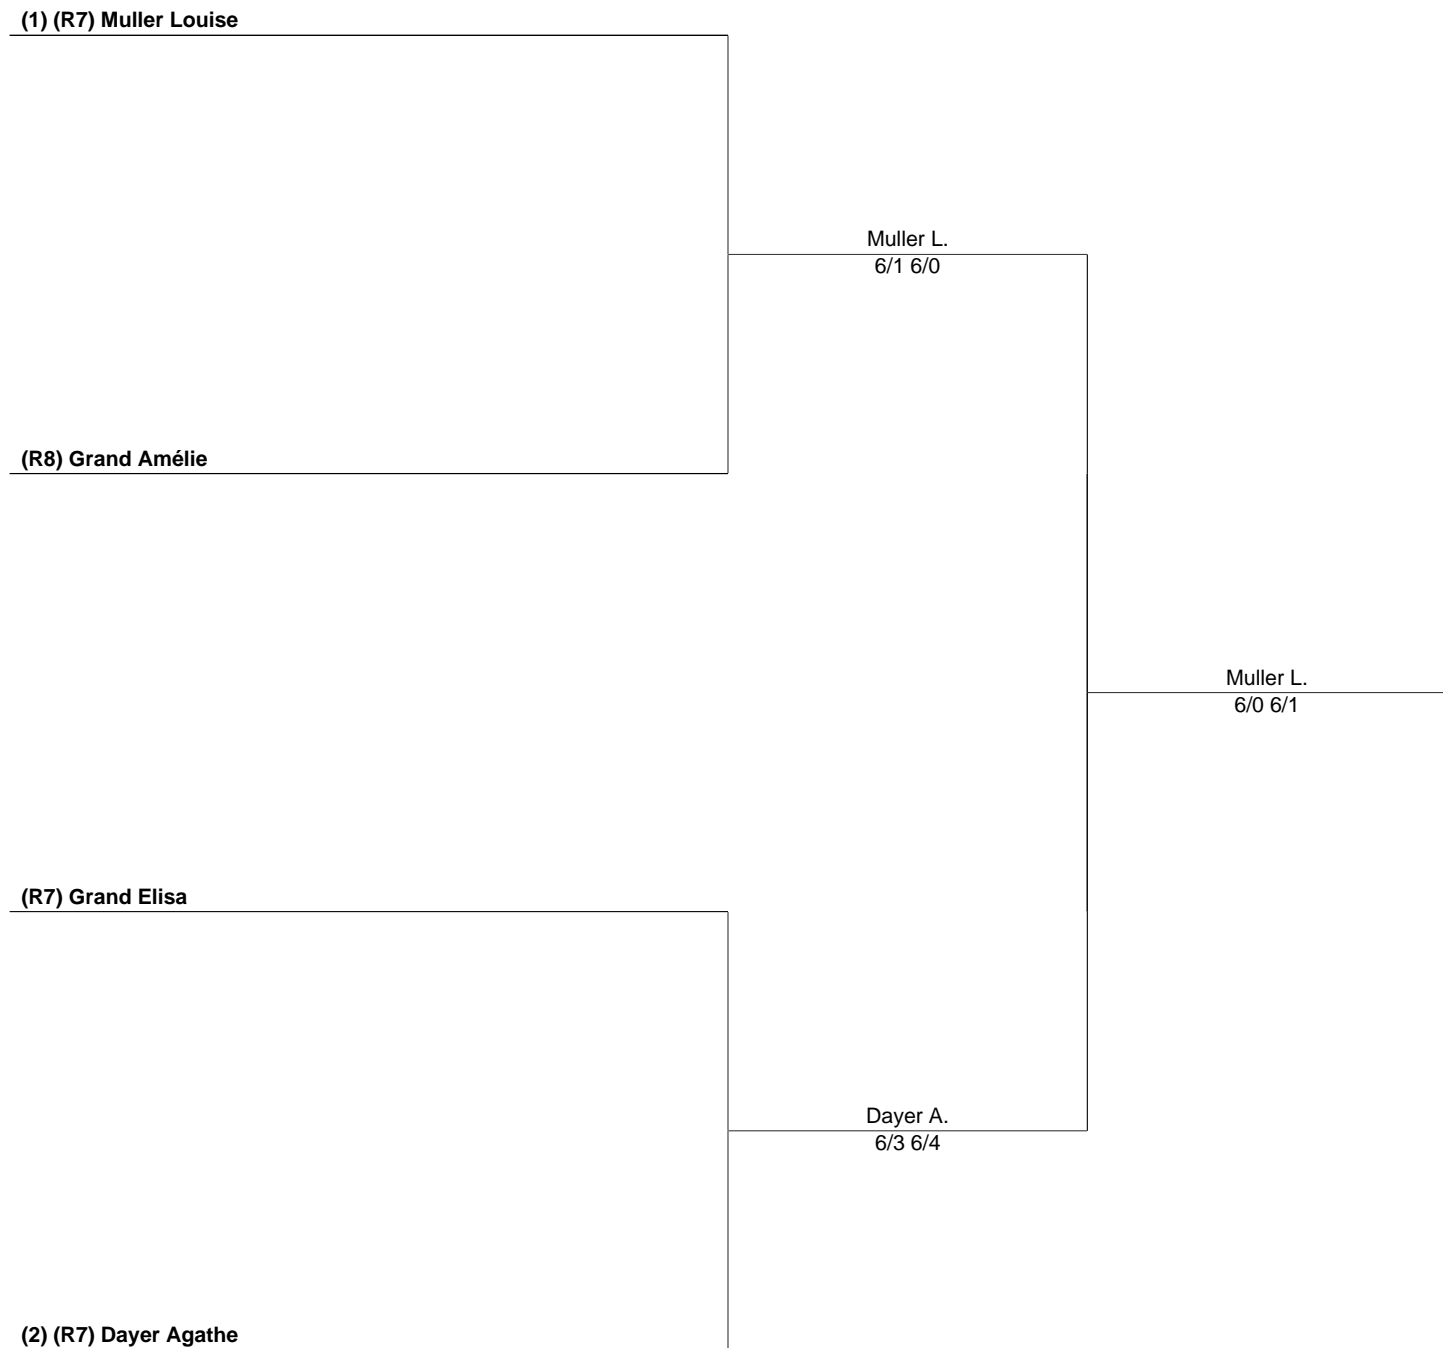 (1) (R7) Muller Louise
Muller L.
6/1 6/0
(R8) Grand Amélie
Muller L.
6/0 6/1
(R7) Grand Elisa
Dayer A.
6/3 6/4
(2) (R7) Dayer Agathe